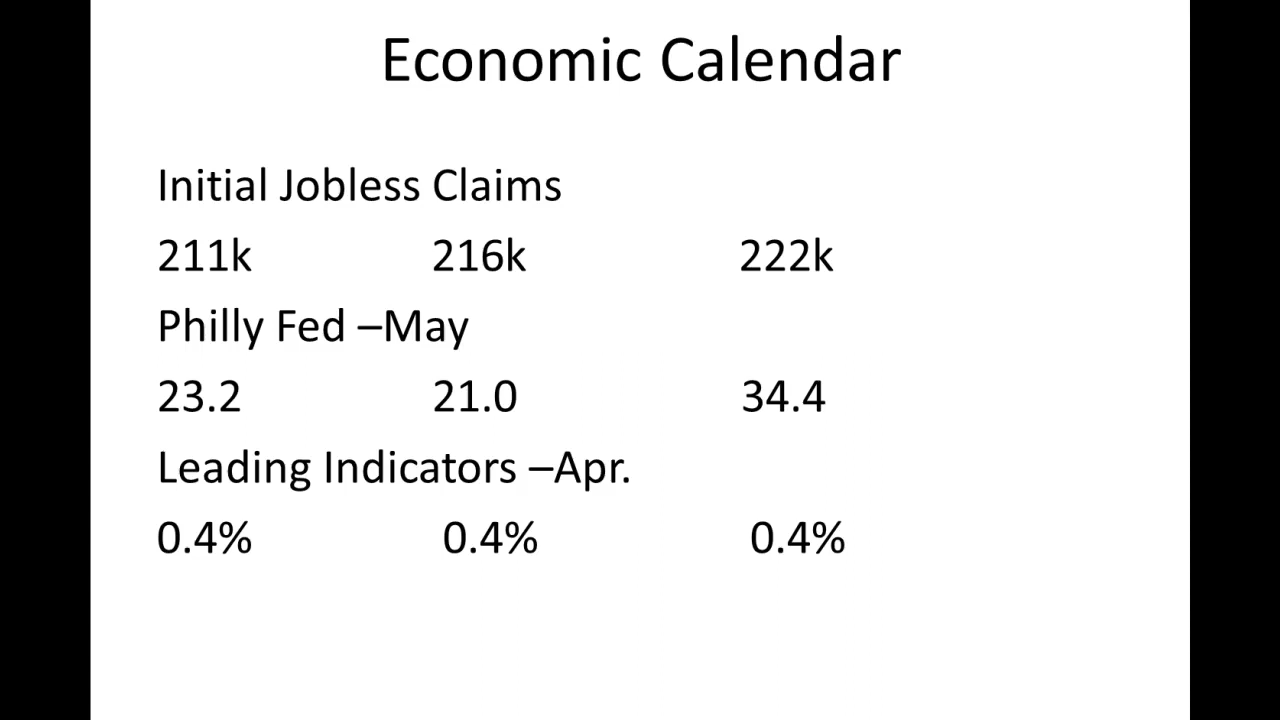 Economic Calendar
Initial Jobless Claims
211k 216k 222k
Philly Fed –May
23.2 21.0 34.4
Leading Indicators –Apr.
0.4% 0.4% 0.4%